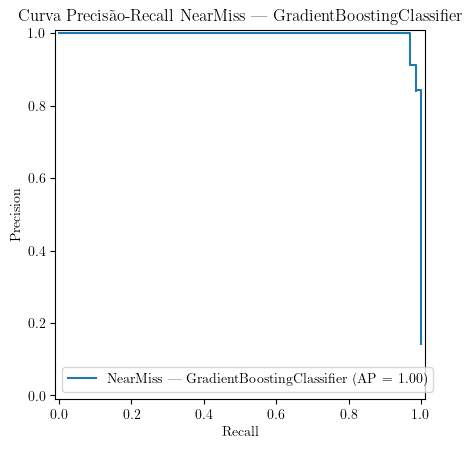 Curva Precisão-Recall NearMiss — GradientBoostingClassifier
1.0
0.8
0.6
0.4
0.2
0.0
Precision
NearMiss — GradientBoostingClassifier (AP = 1.00)
0.0 0.2 0.4 0.6 0.8 1.0
Recall